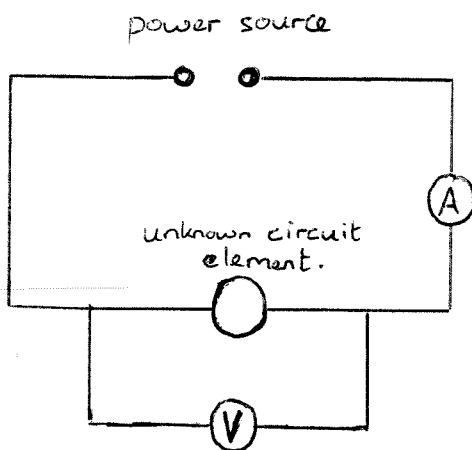 power source
A
unknown circuit
element.
V